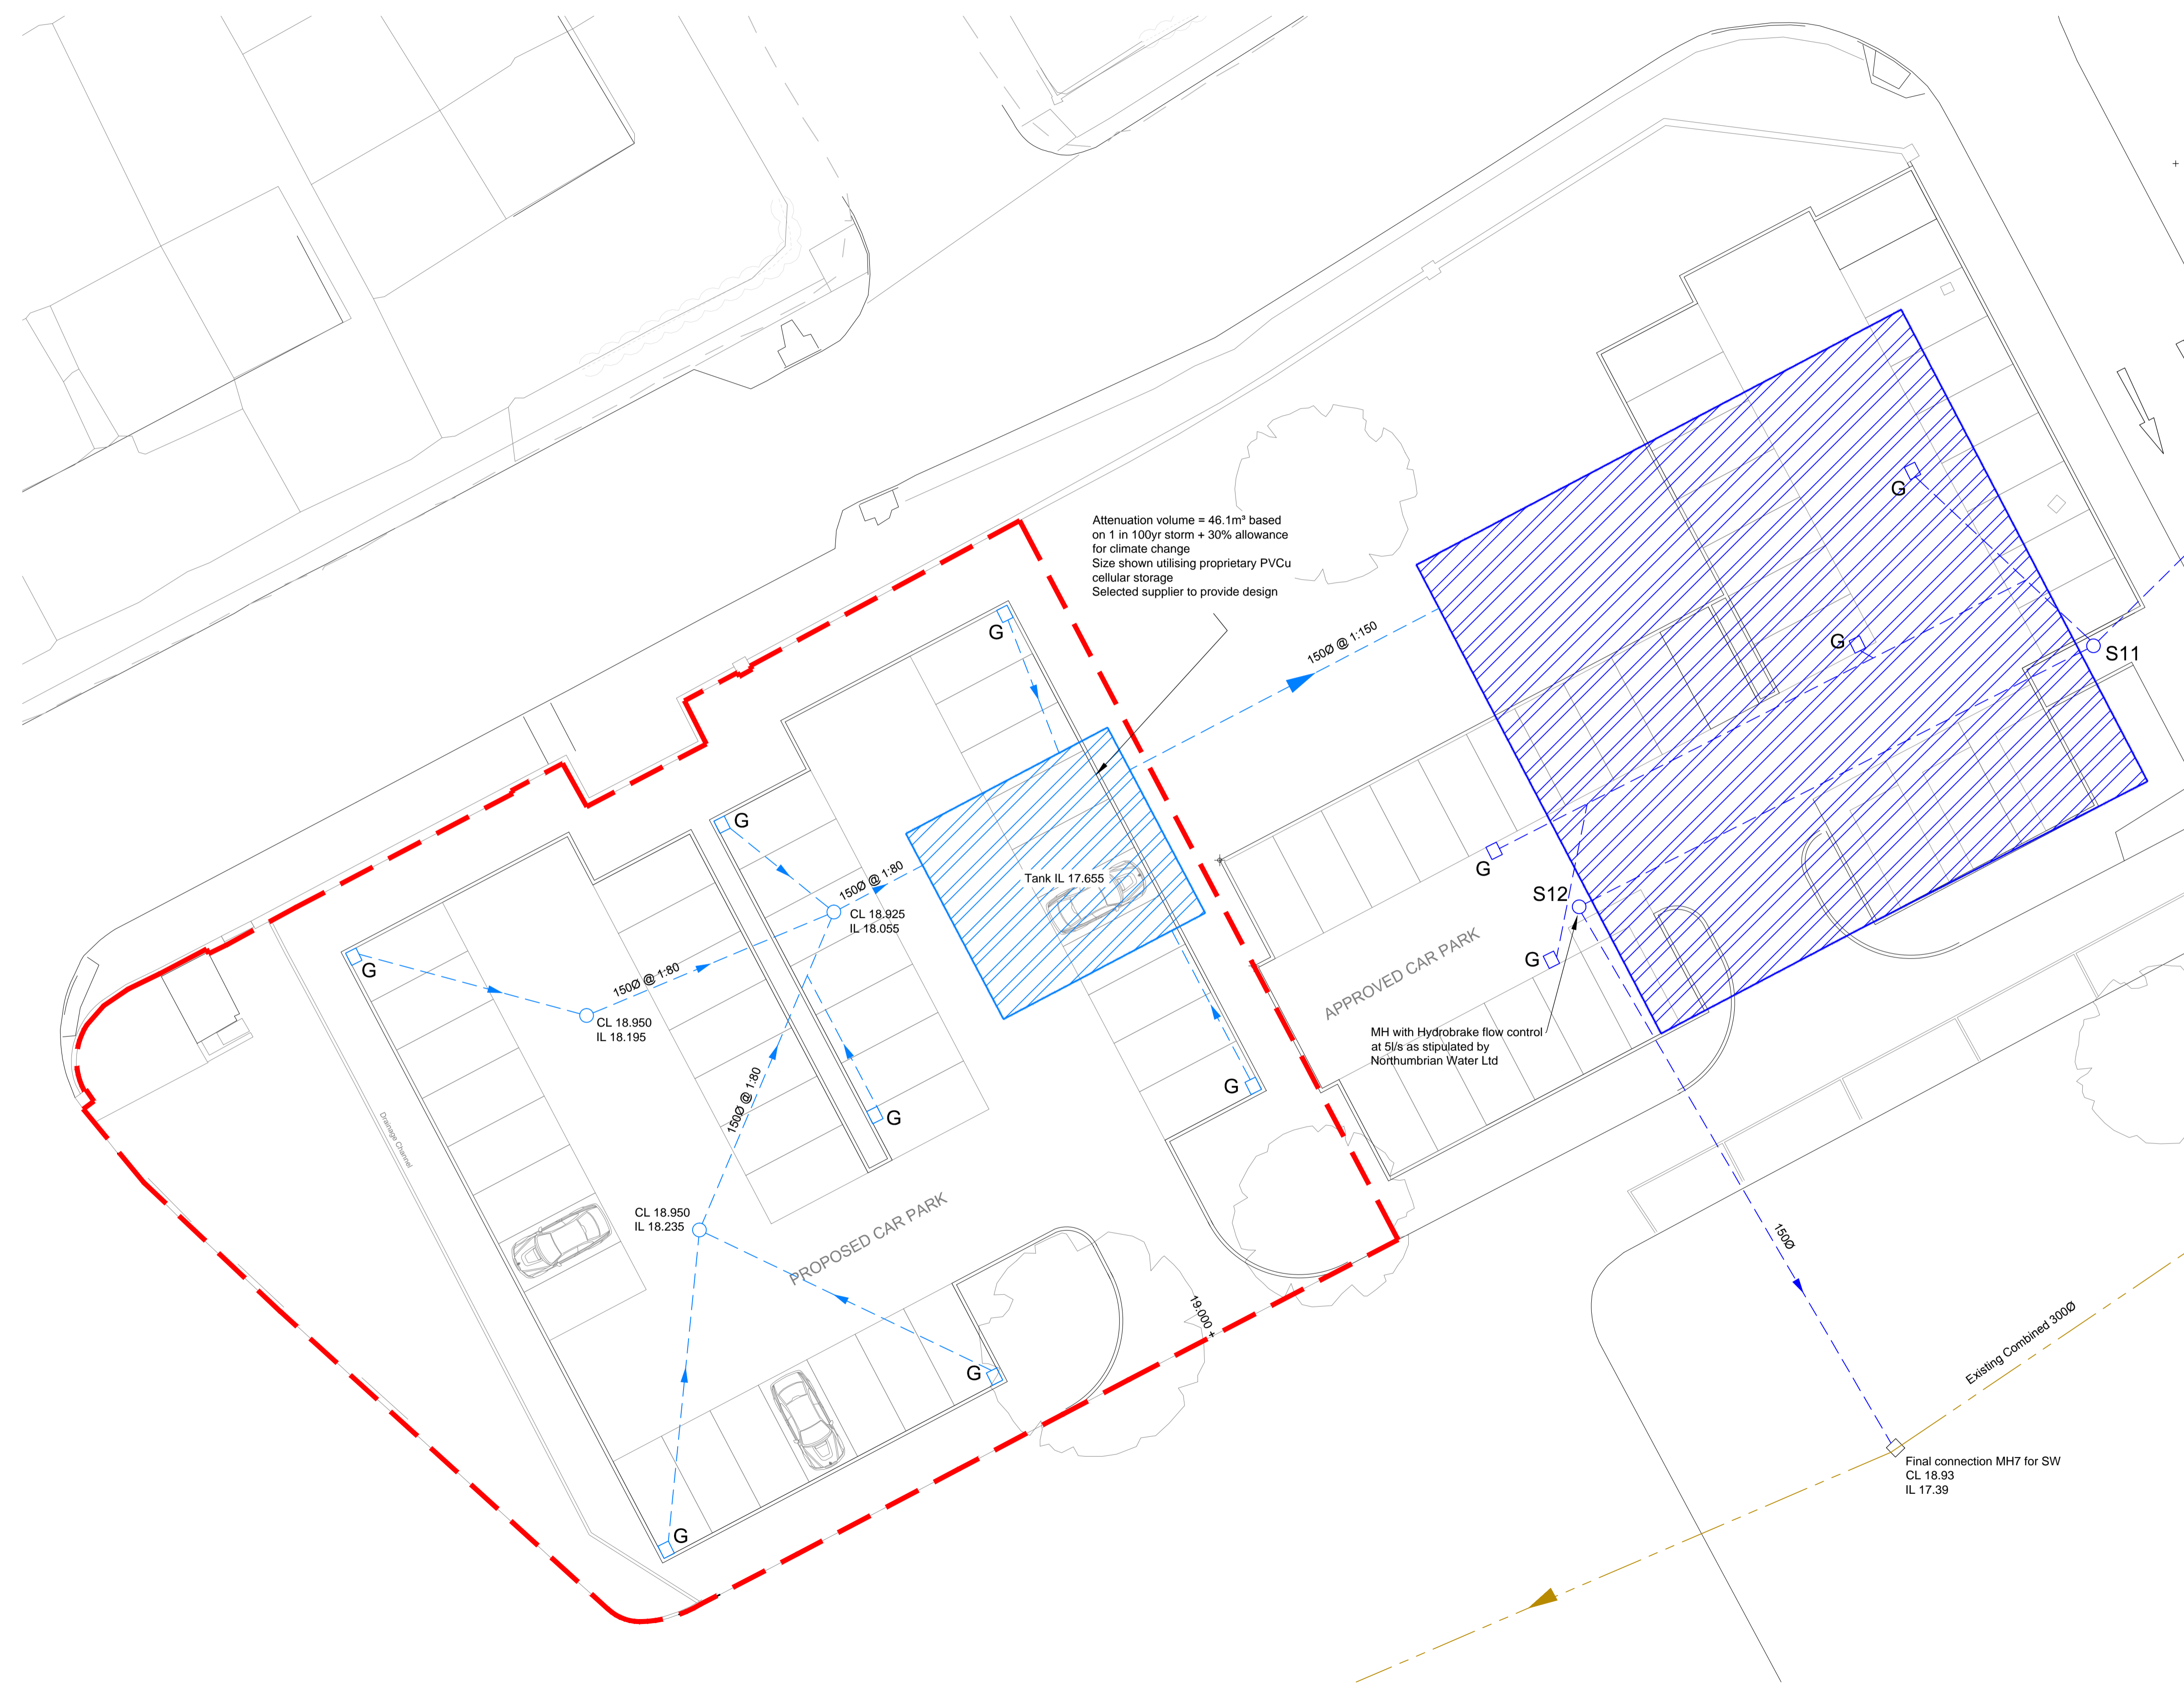 Attenuation volume = 46.1m³ based
on 1 in 100yr storm + 30% allowance
for climate change
Size shown utilising proprietary PVCu
cellular storage
Selected supplier to provide design
G
150Ø @ 1:150
G
G
S11
G
150Ø @ 1:80
Tank IL 17.655
G
S12
CL 18.925
IL 18.055
G
150Ø @ 1:80
G
APPROVED CAR PARK
CL 18.950
IL 18.195
MH with Hydrobrake flow control
at 5l/s as stipulated by
Northumbrian Water Ltd
G
G
150Ø @ 1:80
Drainage Channel
CL 18.950
IL 18.235
PROPOSED CAR PARK
150Ø
19.000 +
Existing Combined 300Ø
G
Final connection MH7 for SW
CL 18.93
IL 17.39
G